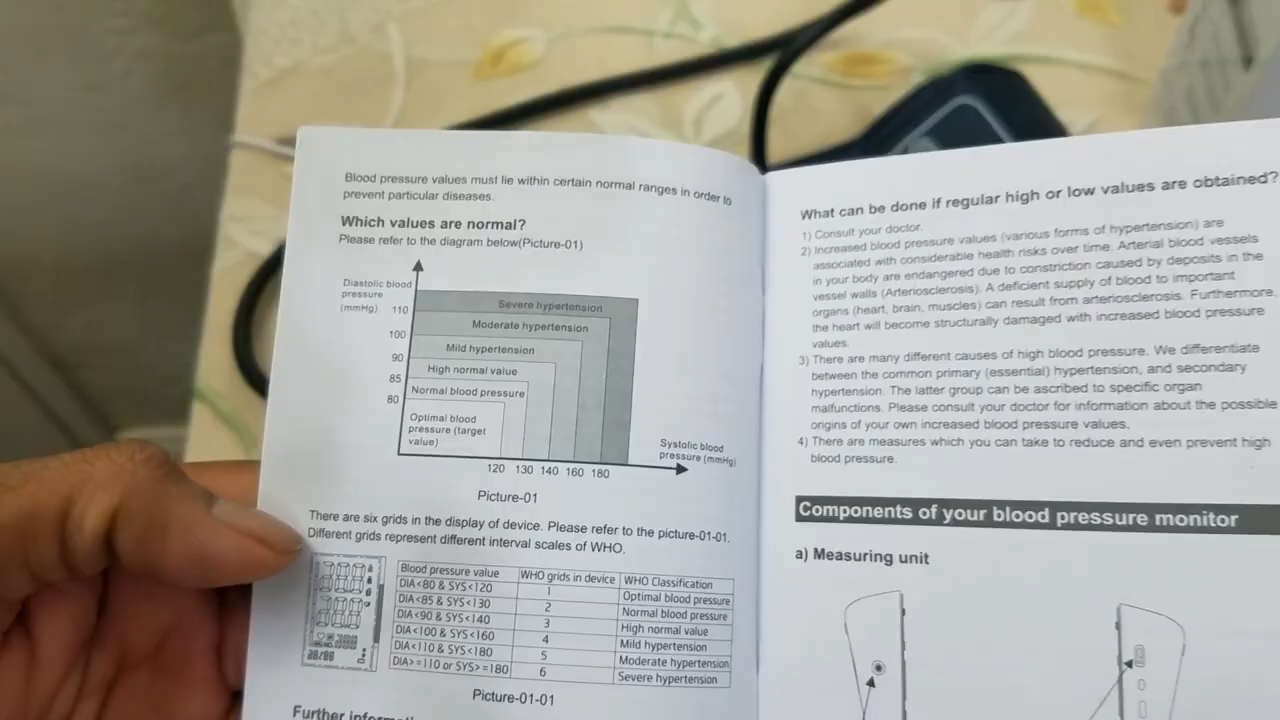 Blood pressure values must lie within certain normal ranges in order to
prevent particular diseases.
Which values are normal?
Please refer to the diagram below(Picture-01)
Diastolic blood
pressure
(mmHg)
110
100
90
85
80
Severe hypertension
Moderate hypertension
Mild hypertension
High normal value
Normal blood pressure
Optimal blood
pressure (target
value)
Systolic blood
pressure (mmHg)
120 130 140 160 180
Picture-01
There are six grids in the display of device. Please refer to the picture-01-01.
Different grids represent different interval scales of WHO.
Blood pressure value WHO grids in device WHO Classification
DIA<80 & SYS<120 1 Optimal blood pressure
DIA<85 & SYS<130 2 Normal blood pressure
DIA<90 & SYS<140 3 High normal value
DIA<100 & SYS<160 4 Mild hypertension
DIA<110 & SYS<180 5 Moderate hypertension
DIA>=110 or SYS>=180 6 Severe hypertension
Picture-01-01
Further
What can be done if regular high or low values are obtained?
1) Consult your doctor.
2) Increased blood pressure values (various forms of hypertension) are
associated with considerable health risks over time. Arterial blood vessels
in your body are endangered due to constriction caused by deposits in the
vessel walls (Arteriosclerosis). A deficient supply of blood to important
organs (heart, brain, muscles) can result from arteriosclerosis. Furthermore,
the heart will become structurally damaged with increased blood pressure
values.
3) There are many different causes of high blood pressure. We differentiate
between the common primary (essential) hypertension, and secondary
hypertension. The latter group can be ascribed to specific organ
malfunctions. Please consult your doctor for information about the possible
origins of your own increased blood pressure values.
4) There are measures which you can take to reduce and even prevent high
blood pressure.
Components of your blood pressure monitor
a) Measuring unit